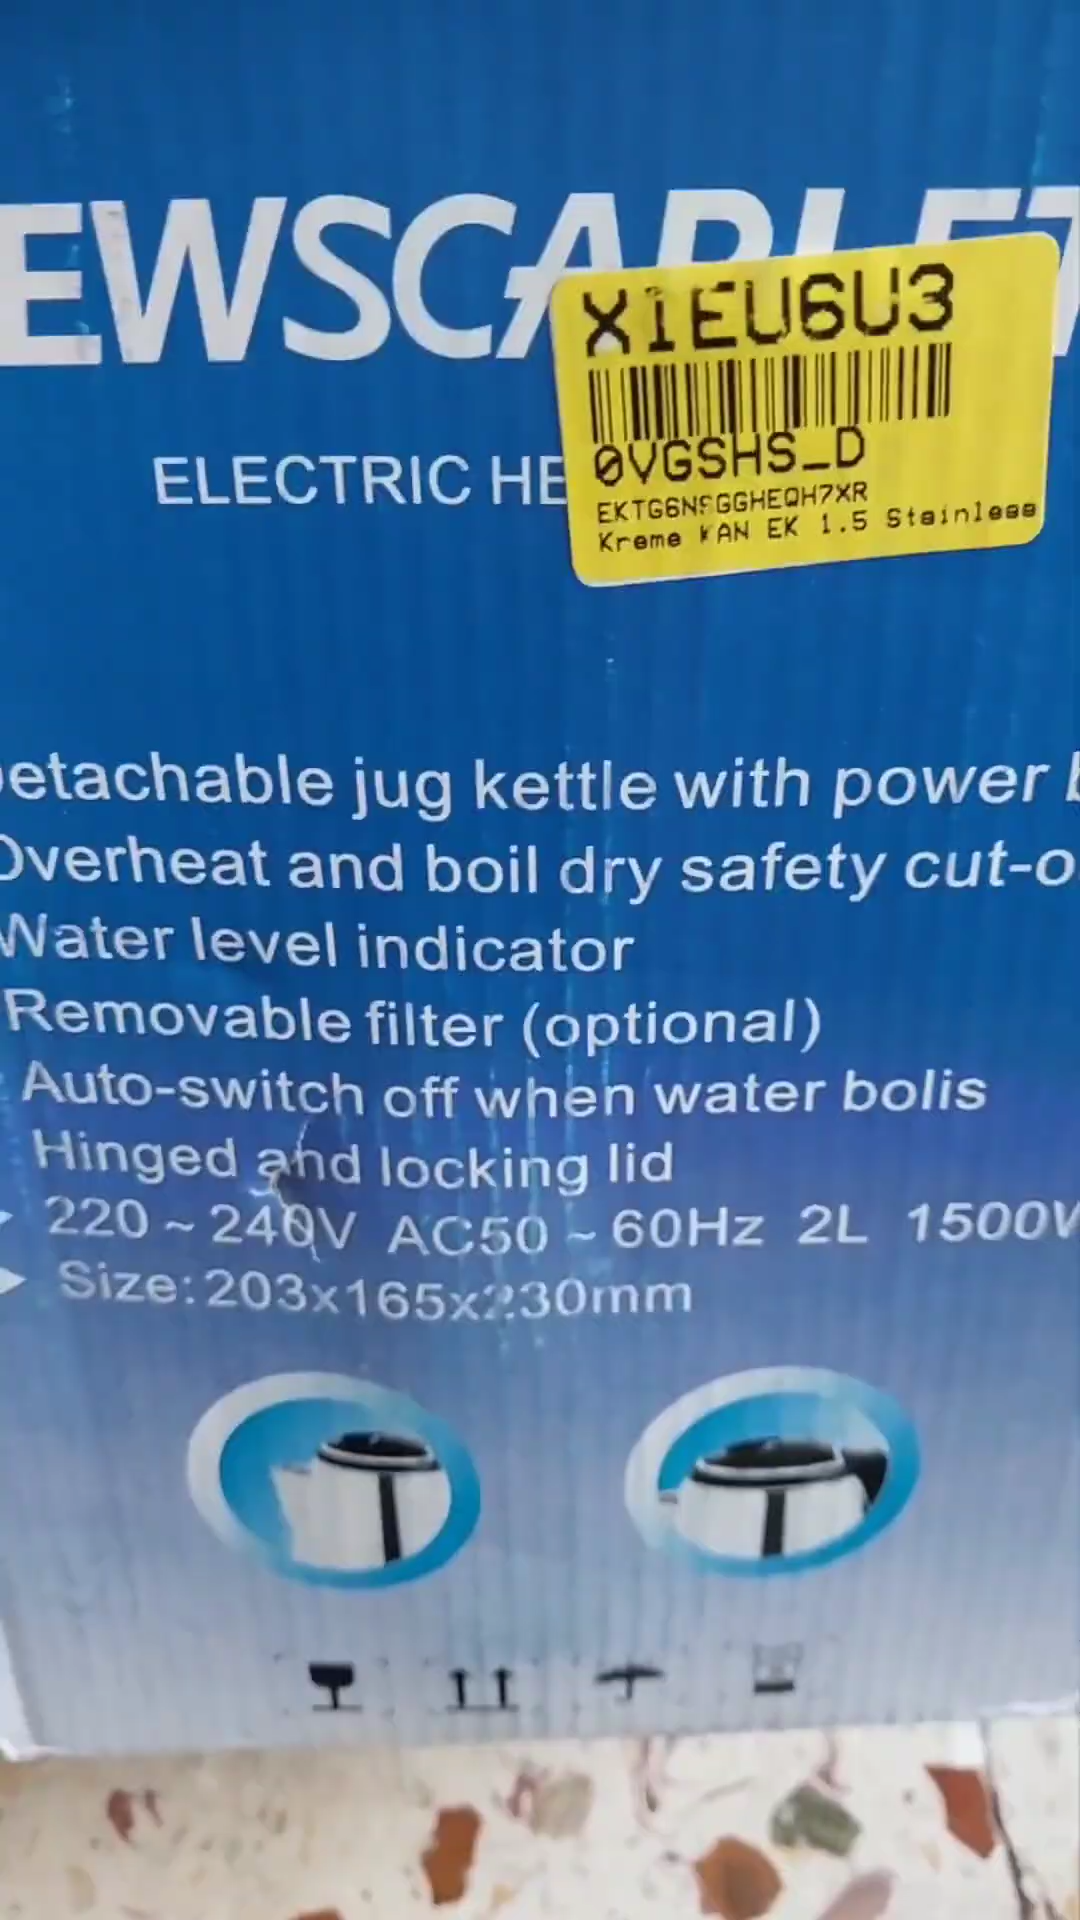 EWSCARLET
X1EU6U3
0VGSHS_D
ELECTRIC HE
EKTG6NSGGHEQH7XR
Kreme KAN EK 1.5 Stainless
etachable jug kettle with power b
Overheat and boil dry safety cut-o
Water level indicator
Removable filter (optional)
Auto-switch off when water bolis
Hinged and locking lid
220 ~ 240V AC50 ~ 60Hz 2L 1500W
Size: 203x165x230mm